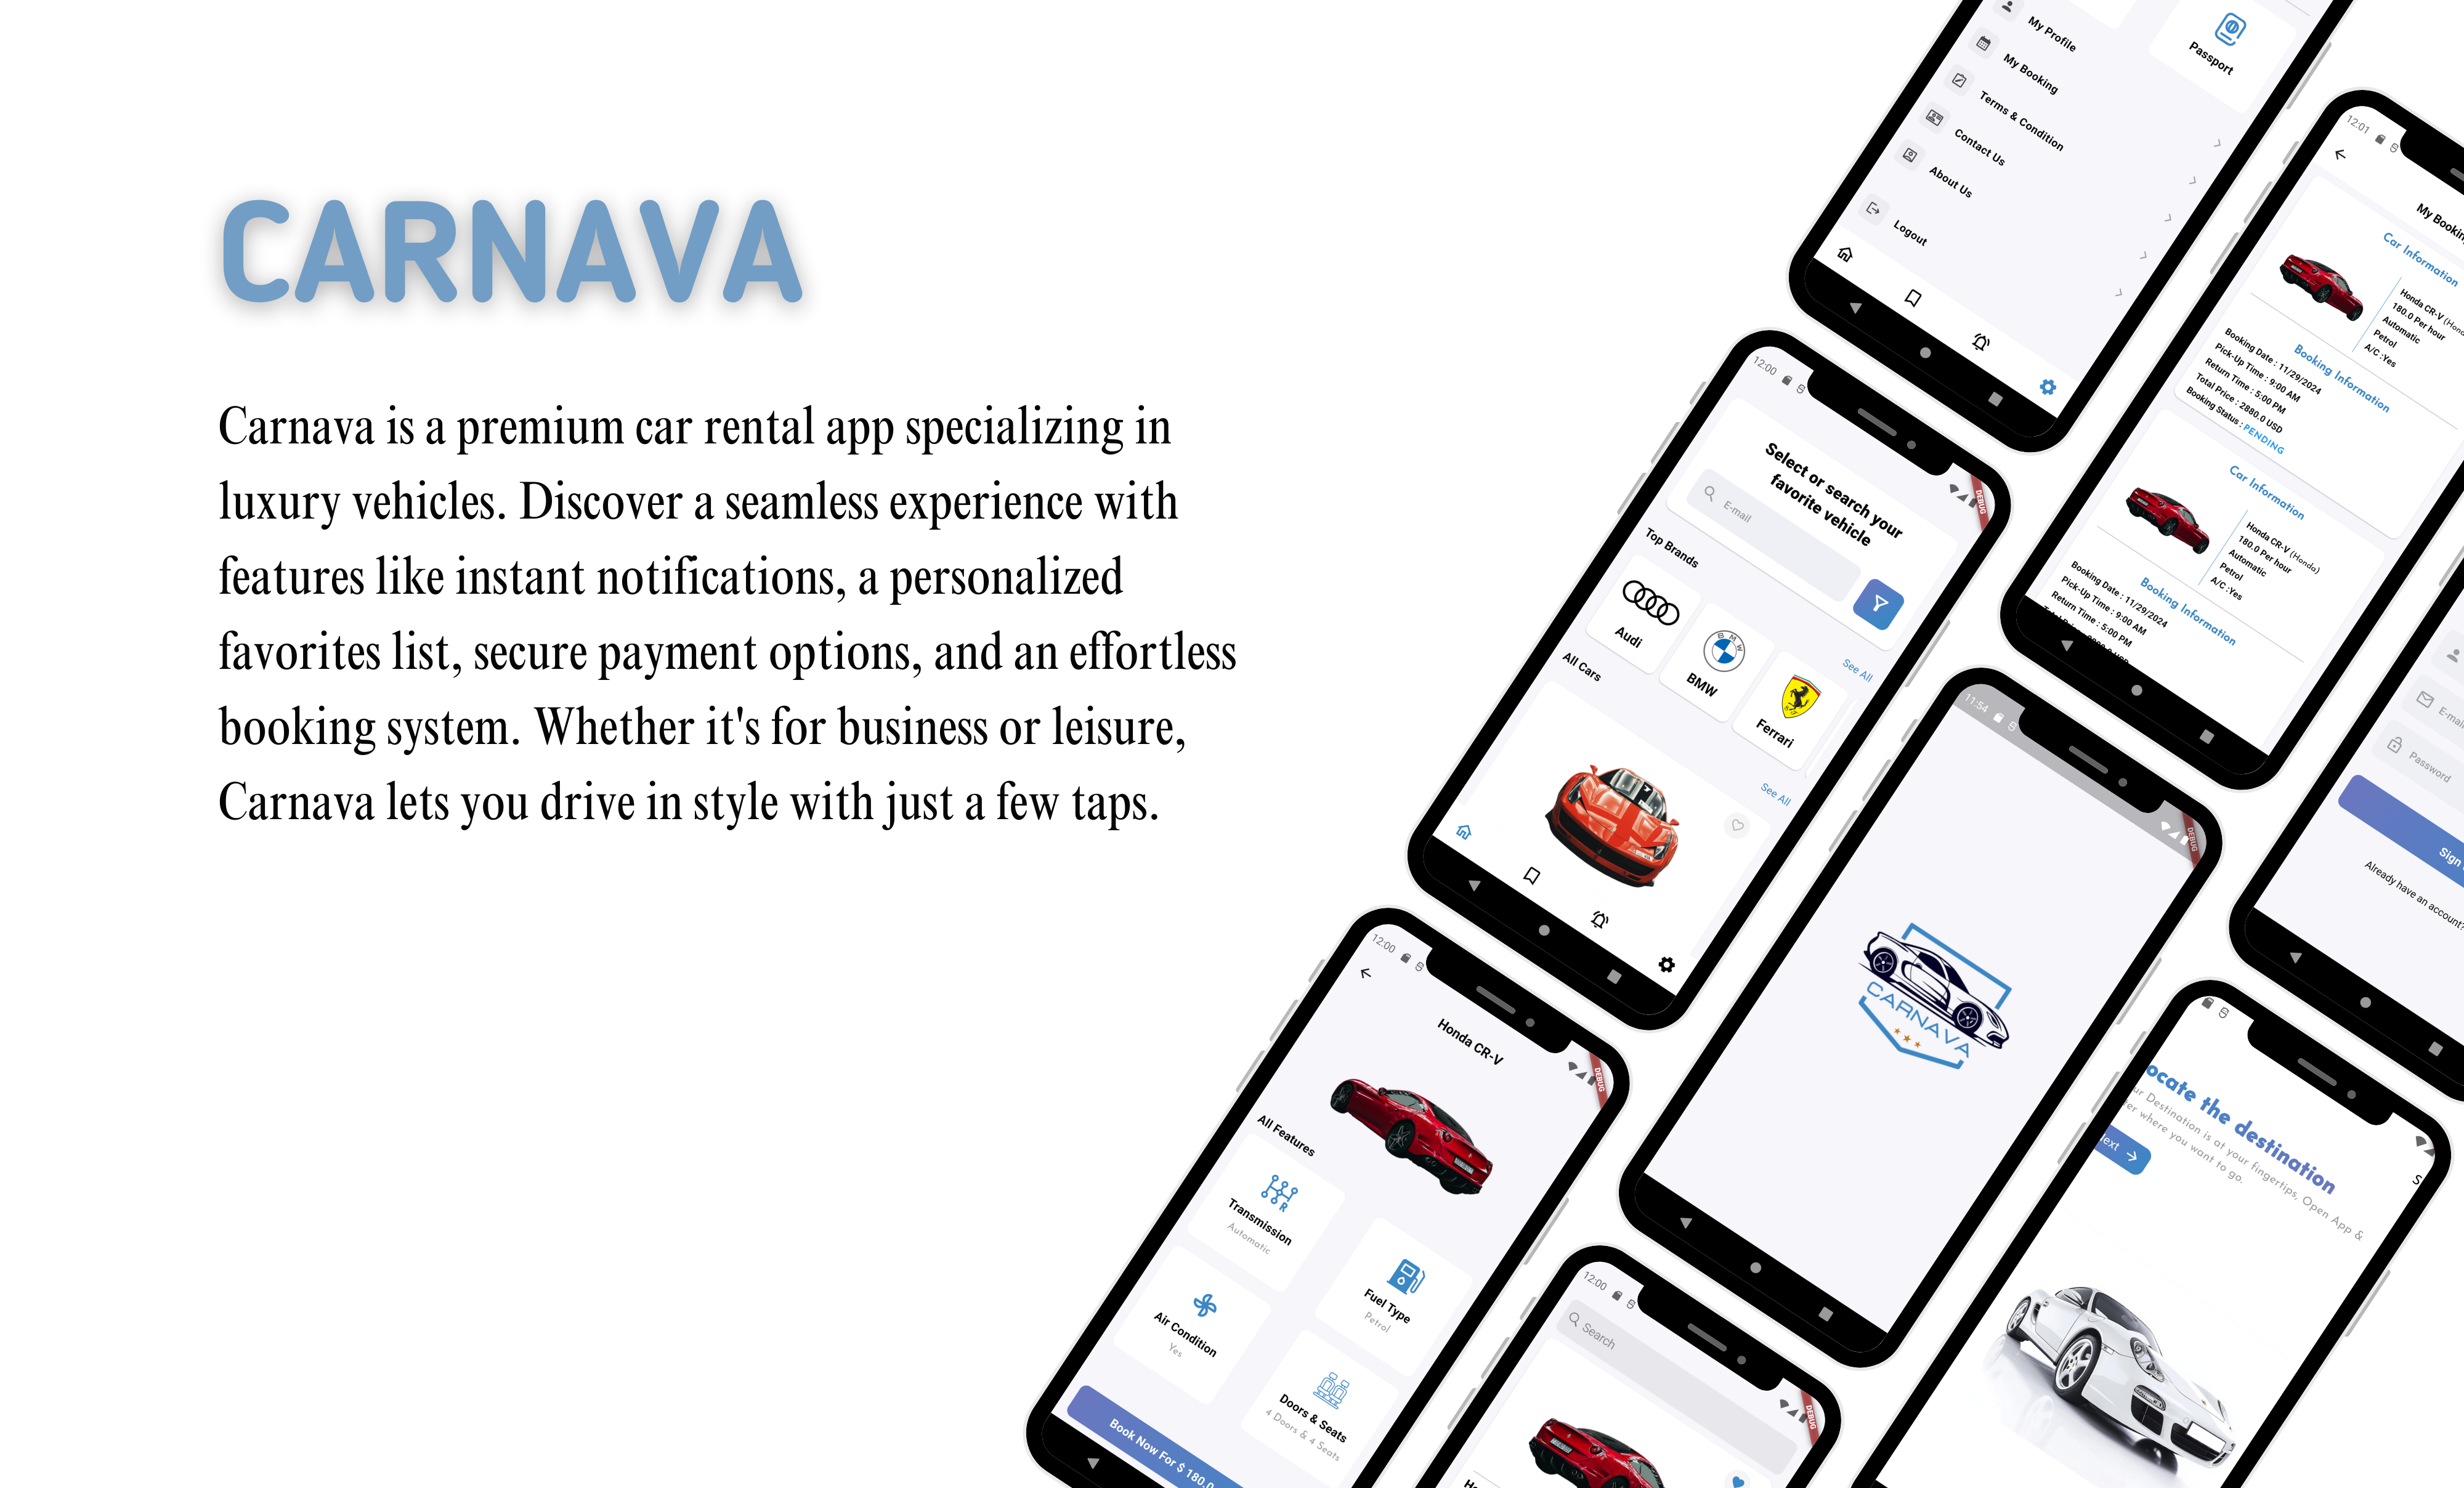 CARNAVA
Carnava is a premium car rental app specializing in
luxury vehicles. Discover a seamless experience with
features like instant notifications, a personalized
favorites list, secure payment options, and an effortless
booking system. Whether it's for business or leisure,
Carnava lets you drive in style with just a few taps.
Passport
My Profile
My Booking
Terms & Condition
Contact Us
About Us
Logout
12:01
Car Information
Honda CR-V
180.0 Per hour
Automatic
Petrol
A/C :Yes
Booking Information
Booking Date : 11/29/2024
Pick-Up Time : 9:00 AM
Return Time : 5:00 PM
Total Price : 2880.0 USD
Booking Status : PENDING
Car Information
Honda CR-V (Honda)
180.0 Per hour
Automatic
Petrol
A/C :Yes
Booking Information
Booking Date : 11/29/2024
Pick-Up Time : 9:00 AM
Return Time : 5:00 PM
12:00
DEBUG
Select or search your
favorite vehicle
E-mail
Top Brands
See All
Audi
BMW
BMW
Ferrari
All Cars
See All
11:54
DEBUG
CARNAVA
Password
Sign
Already have an account?
12:00
DEBUG
Honda CR-V
All Features
Transmission
Automatic
R
Fuel Type
Petrol
Air Condition
Yes
Doors & Seats
4 Doors & 4 Seats
Book Now For $ 180.0
12:00
DEBUG
Search
the destination
Destination is at your fingertips, Open App &
where you want to go.